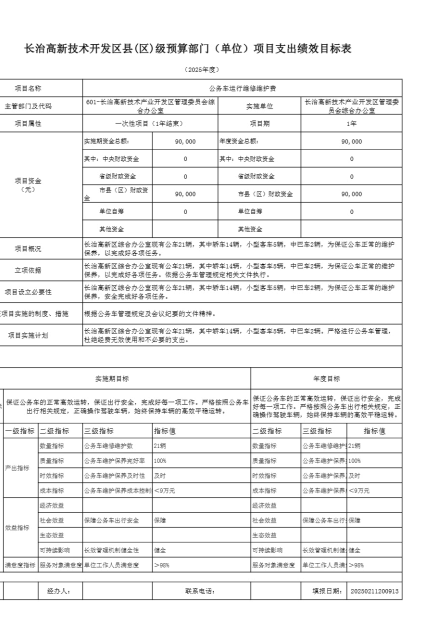 长治高新技术开发区县(区)级预算部门（单位）项目支出绩效目标表
（2025年度）
项目名称 公务车运行维修维护费
主管部门及代码 601-长治高新技术产业开发区管理委员会综合办公室 实施单位 长治高新技术产业开发区管理委员会综合办公室
项目属性 一次性项目（1年结束） 项目期 1年
项目资金（元） 实施期资金总额： 90,000 年度资金总额： 90,000
其中：中央财政资金 0 其中：中央财政资金 0
省级财政资金 0 省级财政资金 0
市县（区）财政资金 90,000 市县（区）财政资金 90,000
单位自筹 0 单位自筹 0
其他资金 其他资金
项目概况 长治高新区综合办公室现有公车21辆，其中轿车14辆，小型客车5辆，中巴车2辆，为保证公车正常的维护保养，以完成好各项任务。
立项依据 长治高新区综合办公室现有公车21辆，其中轿车14辆，小型客车5辆，中巴车2辆，为保证公车正常的维护保养，以完成好各项任务。依据公务车管理规定相关文件执行。
项目设立必要性 长治高新区综合办公室现有公车21辆，其中轿车14辆，小型客车5辆，中巴车2辆，为保证公车正常的维护保养，安全完成好各项任务。
项目实施的制度、措施 根据公务车管理规定及会议纪要的文件精神。
项目实施计划 长治高新区综合办公室现有公车21辆，其中轿车14辆，小型客车5辆，中巴车2辆，严格进行公务车管理，杜绝经费无效使用和不必要的支出。
实施期目标 年度目标
保证公务车的正常高效运转，保证出行安全，完成好每一项工作。严格按照公务车出行相关规定，正确操作驾驶车辆，始终保持车辆的高效平稳运转。 保证公务车的正常高效运转，保证出行安全，完成好每一项工作。严格按照公务车出行相关规定，正确操作驾驶车辆，始终保持车辆的高效平稳运转。
一级指标 二级指标 三级指标 指标值 二级指标 三级指标 指标值
产出指标 数量指标 公务车维修维护数 21辆 数量指标 公务车维修维护 21辆
质量指标 公务车维护保养完好率 100% 质量指标 公务车维护保养 100%
时效指标 公务车维护保养及时性 及时 时效指标 公务车维护保养 及时
成本指标 公务车维护保养成本控制 <9万元 成本指标 公务车维护保养 <9万元
效益指标 经济效益 经济效益
社会效益 保障公务车出行安全 保障 社会效益 保障公务车出行 保障
生态效益 生态效益
可持续影响 长效管理机制健全性 健全 可持续影响 长效管理机制健 健全
满意度指标 服务对象满意度 单位工作人员满意度 >98% 服务对象满意度 单位工作人员满 >98%
经办人： 联系电话： 填报日期： 20250211200913